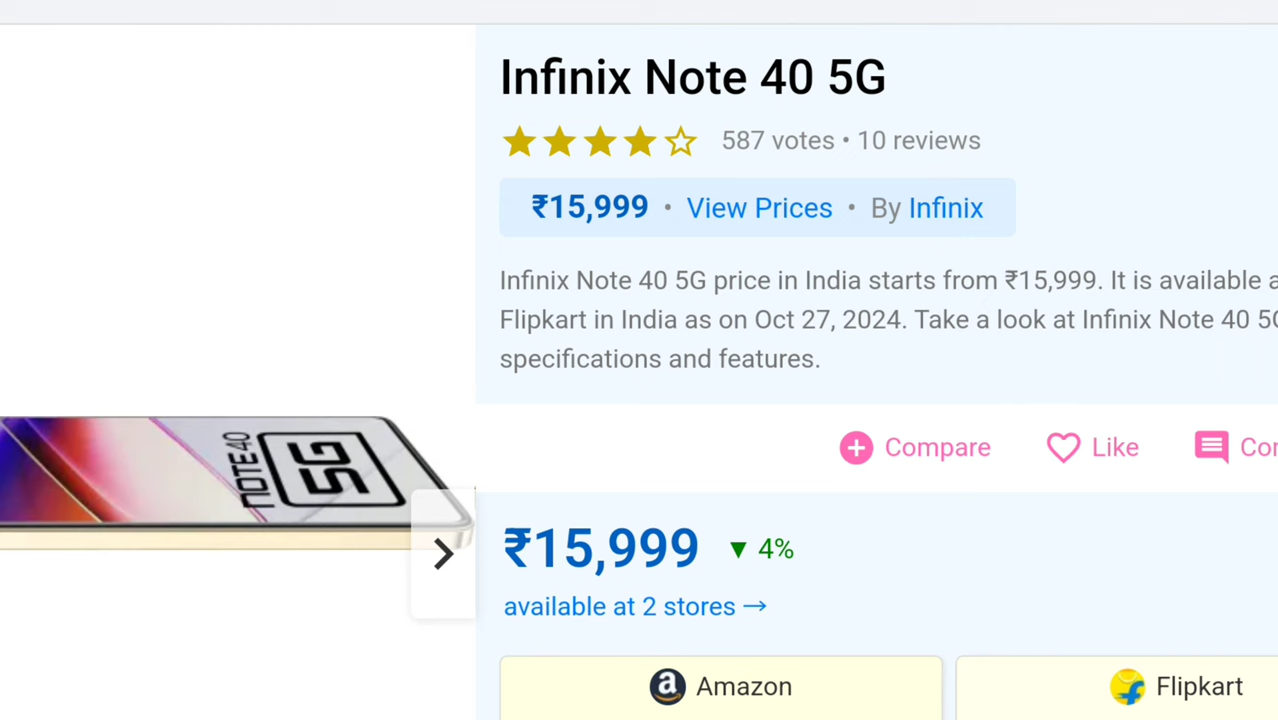 Infinix Note 40 5G
587 votes • 10 reviews
₹15,999 • View Prices • By Infinix
Infinix Note 40 5G price in India starts from ₹15,999. It is available
Flipkart in India as on Oct 27, 2024. Take a look at Infinix Note 40
specifications and features.
NOTE 40
5G
Compare
Like
₹15,999 ▼ 4%
available at 2 stores →
Amazon
Flipkart